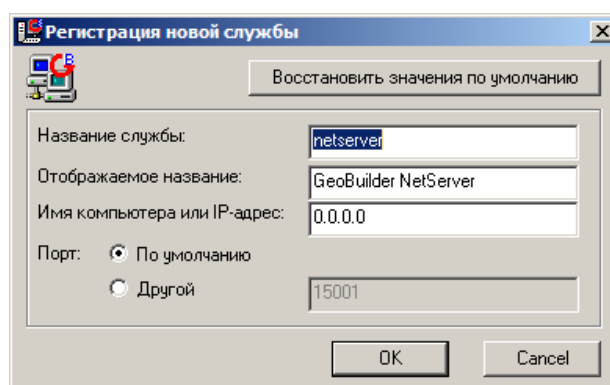 Регистрация новой службы
Восстановить значения по умолчанию
Название службы: netserver
Отображаемое название: GeoBuilder NetServer
Имя компьютера или IP-адрес: 0.0.0.0
Порт: По умолчанию
Другой 15001
OK Cancel